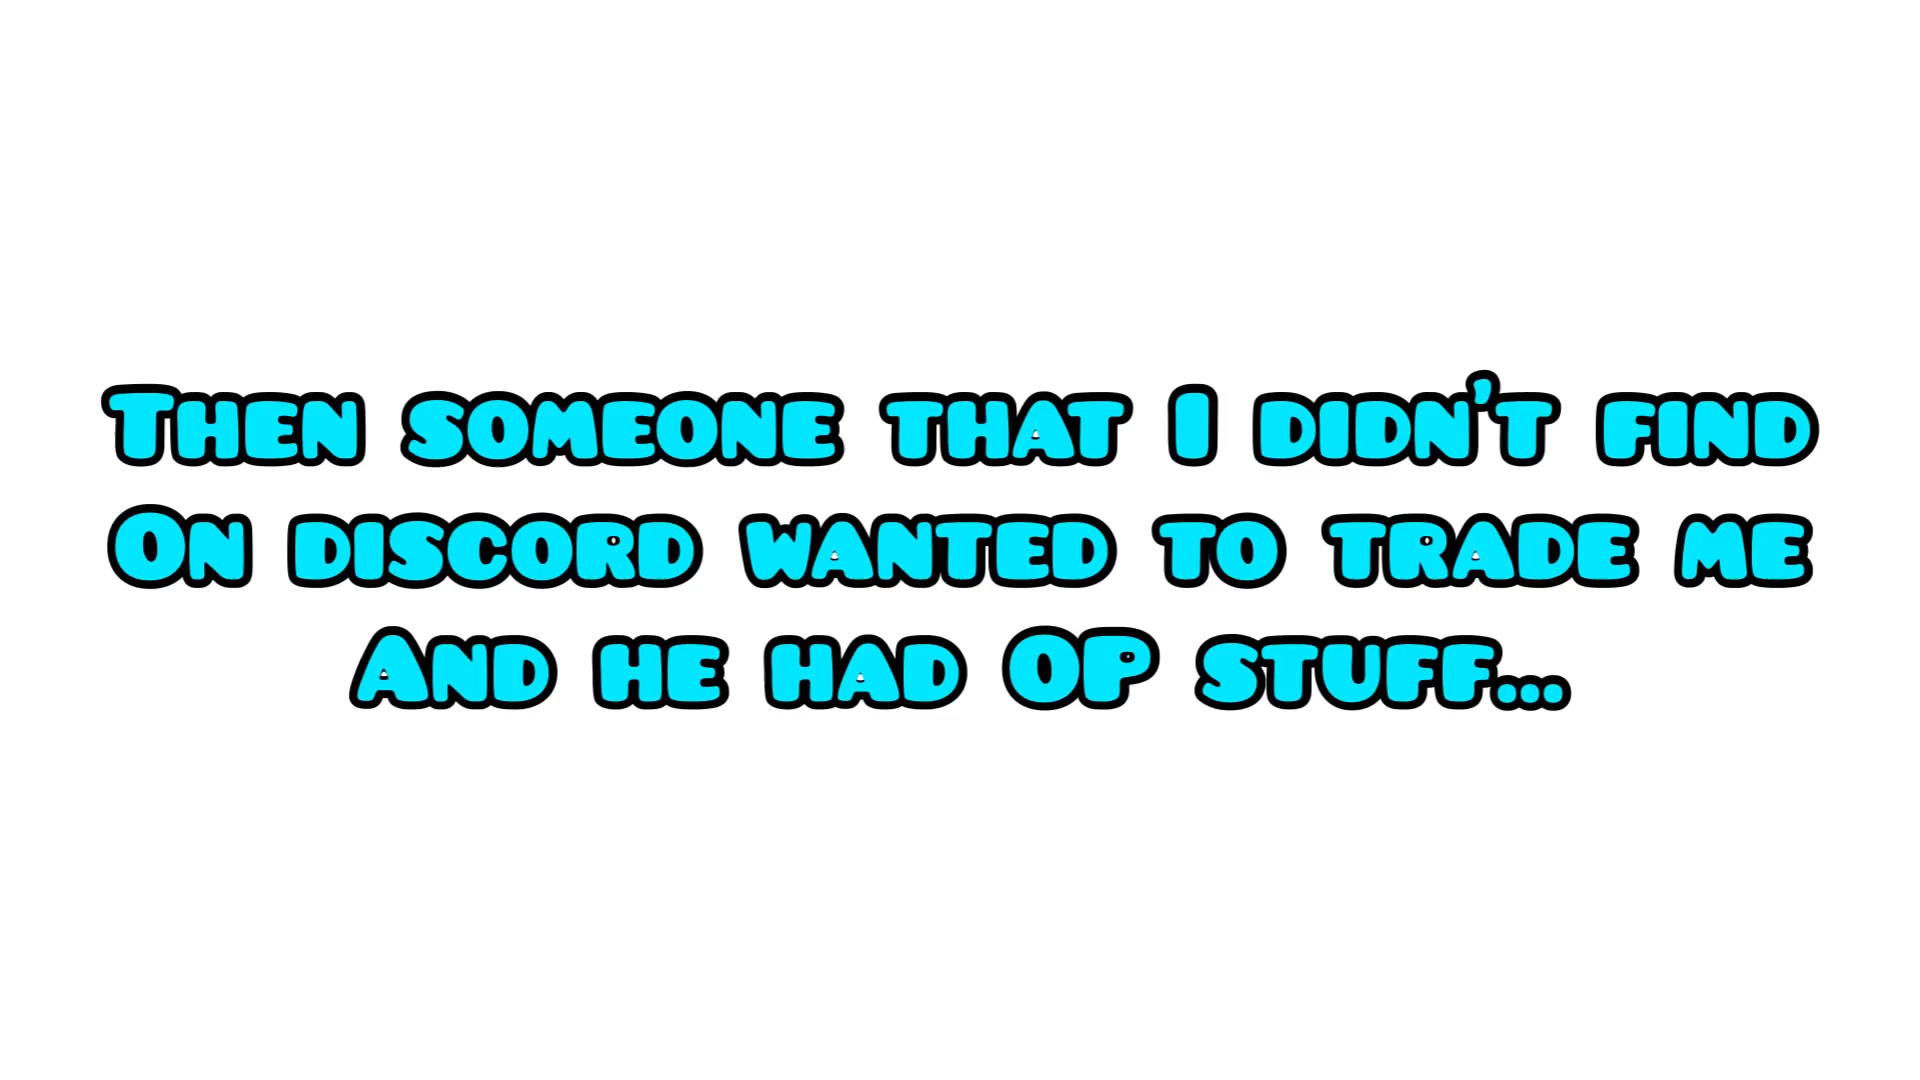 Then someone that I didn't find
On discord wanted to trade me
And he had OP stuff...